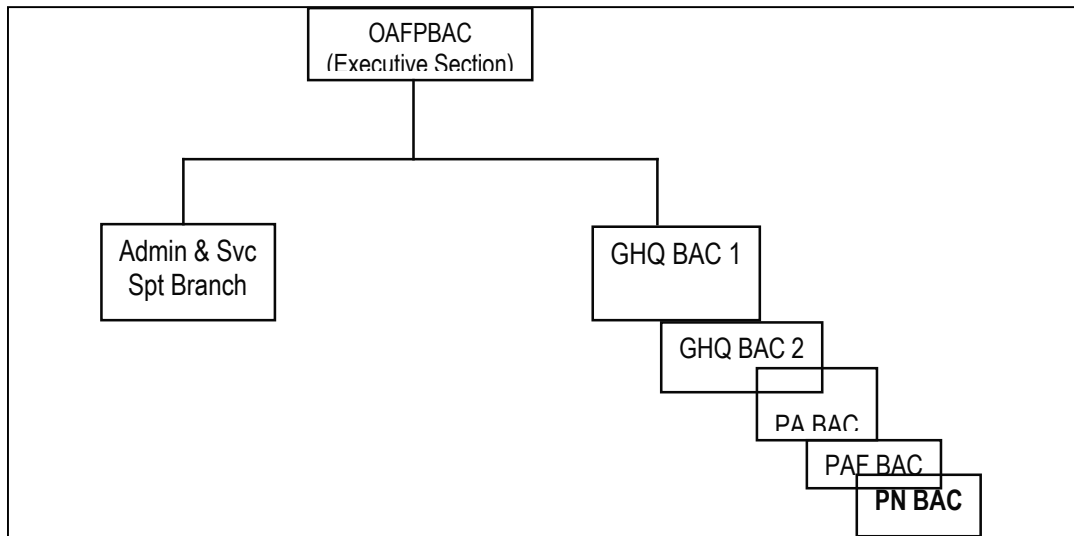 OAFPBAC
(Executive Section)
Admin & Svc
Spt Branch
GHQ BAC 1
GHQ BAC 2
PA BAC
PAF BAC
PN BAC